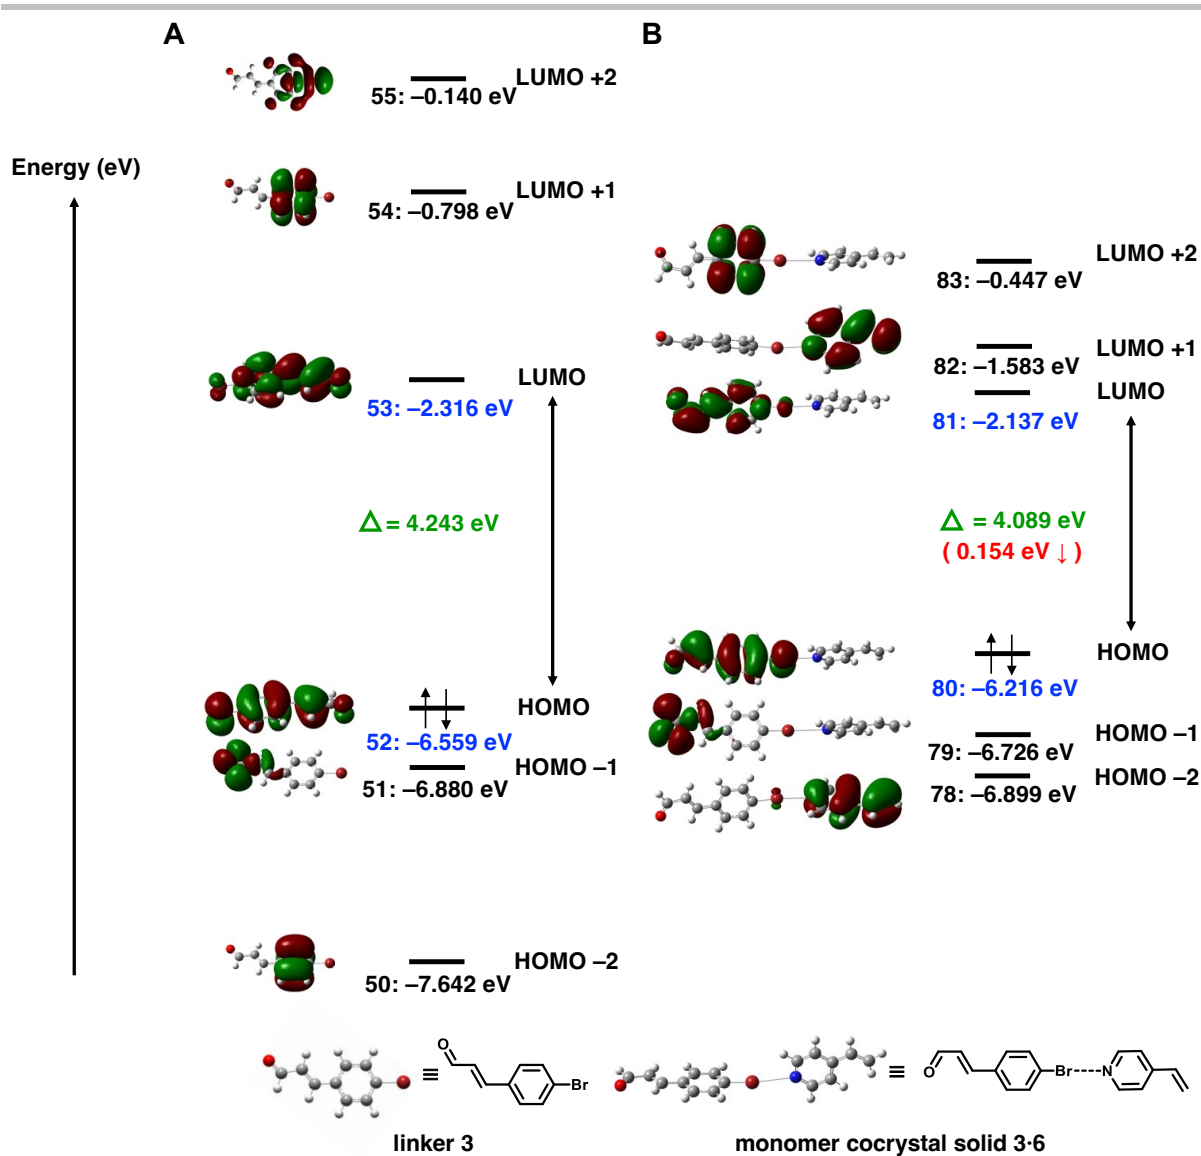 A
B
LUMO +2
55: –0.140 eV
Energy (eV)
LUMO +1
54: –0.798 eV
LUMO
53: –2.316 eV
Δ = 4.243 eV
HOMO
52: –6.559 eV
HOMO –1
51: –6.880 eV
HOMO –2
50: –7.642 eV
LUMO +2
83: –0.447 eV
LUMO +1
82: –1.583 eV
LUMO
81: –2.137 eV
Δ = 4.089 eV
( 0.154 eV ↓ )
HOMO
80: –6.216 eV
HOMO –1
79: –6.726 eV
HOMO –2
78: –6.899 eV
≡
O
Br
≡
O
Br
N
linker 3
monomer cocrystal solid 3·6